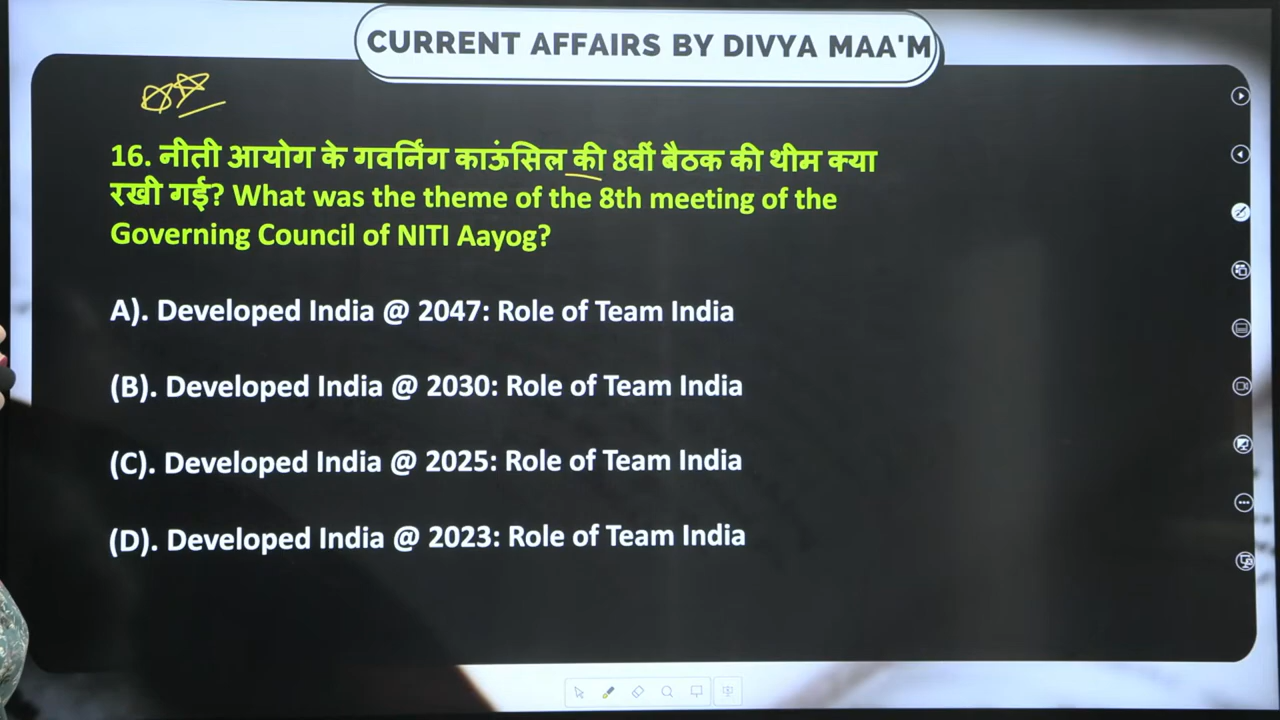 CURRENT AFFAIRS BY DIVYA MAA'M
16. नीती आयोग के गवर्निंग काऊंसिल की 8वीं बैठक की थीम क्या
रखी गई? What was the theme of the 8th meeting of the
Governing Council of NITI Aayog?
A). Developed India @ 2047: Role of Team India
(B). Developed India @ 2030: Role of Team India
(C). Developed India @ 2025: Role of Team India
(D). Developed India @ 2023: Role of Team India